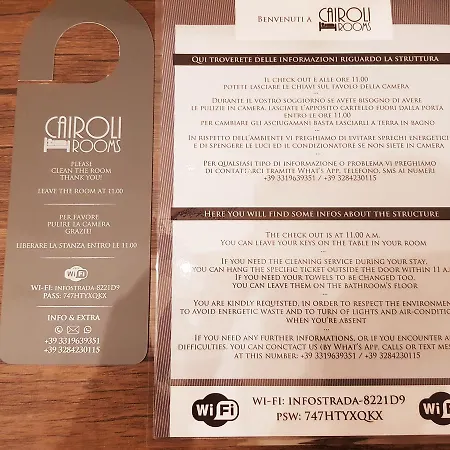 CAIROLI
ROOMS
PLEASE
CLEAN THE ROOM
THANK YOU!
LEAVE THE ROOM AT 11.00
PER FAVORE
PULIRE LA CAMERA
GRAZIE!
LIBERARE LA STANZA ENTRO LE 11.00
Wi Fi
WI-FI: INFOSTRADA-8221D9
PASS: 747HTYXQKX
INFO & EXTRA
+39 3319639351
+39 3284230115
BENVENUTI A CAIROLI
ROOMS
QUI TROVERETE DELLE INFORMAZIONI RIGUARDO LA STRUTTURA
IL CHECK OUT È ALLE ORE 11.00
POTETE LASCIARE LE CHIAVI SUL TAVOLO DELLA CAMERA
...
DURANTE IL VOSTRO SOGGIORNO SE AVETE BISOGNO DI AVERE
LE PULIZIE IN CAMERA, LASCIATE L'APPOSITO CARTELLO FUORI DALLA PORTA
ENTRO LE ORE 11.00
PER CAMBIARE GLI ASCIUGAMANI BASTA LASCIARLI A TERRA IN BAGNO
...
IN RISPETTO DELL'AMBIENTE VI PREGHIAMO DI EVITARE SPRECHI ENERGETICI
E DI SPEGNERE LE LUCI ED IL CONDIZIONATORE SE NON SIETE IN CAMERA
...
PER QUALSIASI TIPO DI INFORMAZIONE O PROBLEMA VI PREGHIAMO
DI CONTATTARCI TRAMITE WHAT'S APP, TELEFONO, SMS AI NUMERI
+39 3319639351 / +39 3284230115
HERE YOU WILL FIND SOME INFOS ABOUT THE STRUCTURE
THE CHECK OUT IS AT 11.00 A.M.
YOU CAN LEAVE YOUR KEYS ON THE TABLE IN YOUR ROOM
...
IF YOU NEED THE CLEANING SERVICE DURING YOUR STAY,
YOU CAN HANG THE SPECIFIC TICKET OUTSIDE THE DOOR WITHIN 11 A.
IF YOU NEED YOUR TOWELS TO BE CHANGED TOO,
YOU CAN LEAVE THEM ON THE BATHROOM'S FLOOR
...
YOU ARE KINDLY REQUESTED, IN ORDER TO RESPECT THE ENVIRONMENT
TO AVOID ENERGETIC WASTE AND TO TURN OF LIGHTS AND AIR-CONDITION
WHEN YOU'RE ABSENT
...
IF YOU NEED ANY FURTHER INFORMATIONS, OR IF YOU ENCOUNTER A
DIFFICULTIES, YOU CAN CONCTACT US (BY WHAT'S APP, CALLS OR TEXT MES
AT THIS NUMBER: +39 3319639351 / +39 3284230115
Wi Fi
WI-FI: INFOSTRADA-8221D9
PSW: 747HTYXQKX
Wi Fi